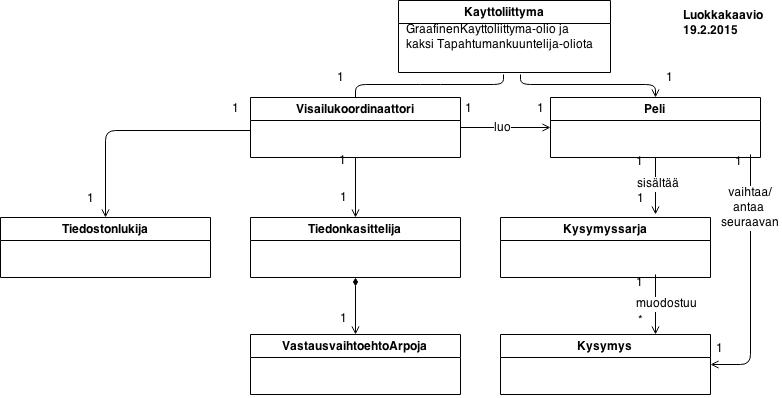 Kayttoliittyma
GraafinenKayttoliittyma-olio ja
kaksi Tapahtumankuuntelija-oliota
Luokkakaavio
19.2.2015
1
1
1
Visailukoordinaattori
1
luo
1
Peli
1
1
1
sisältää
vaihtaa/
antaa
seuraavan
1
1
1
Tiedostonlukija
Tiedonkasittelija
Kysymyssarja
1
muodostuu
1
*
VastausvaihtoehtoArpoja
Kysymys
1